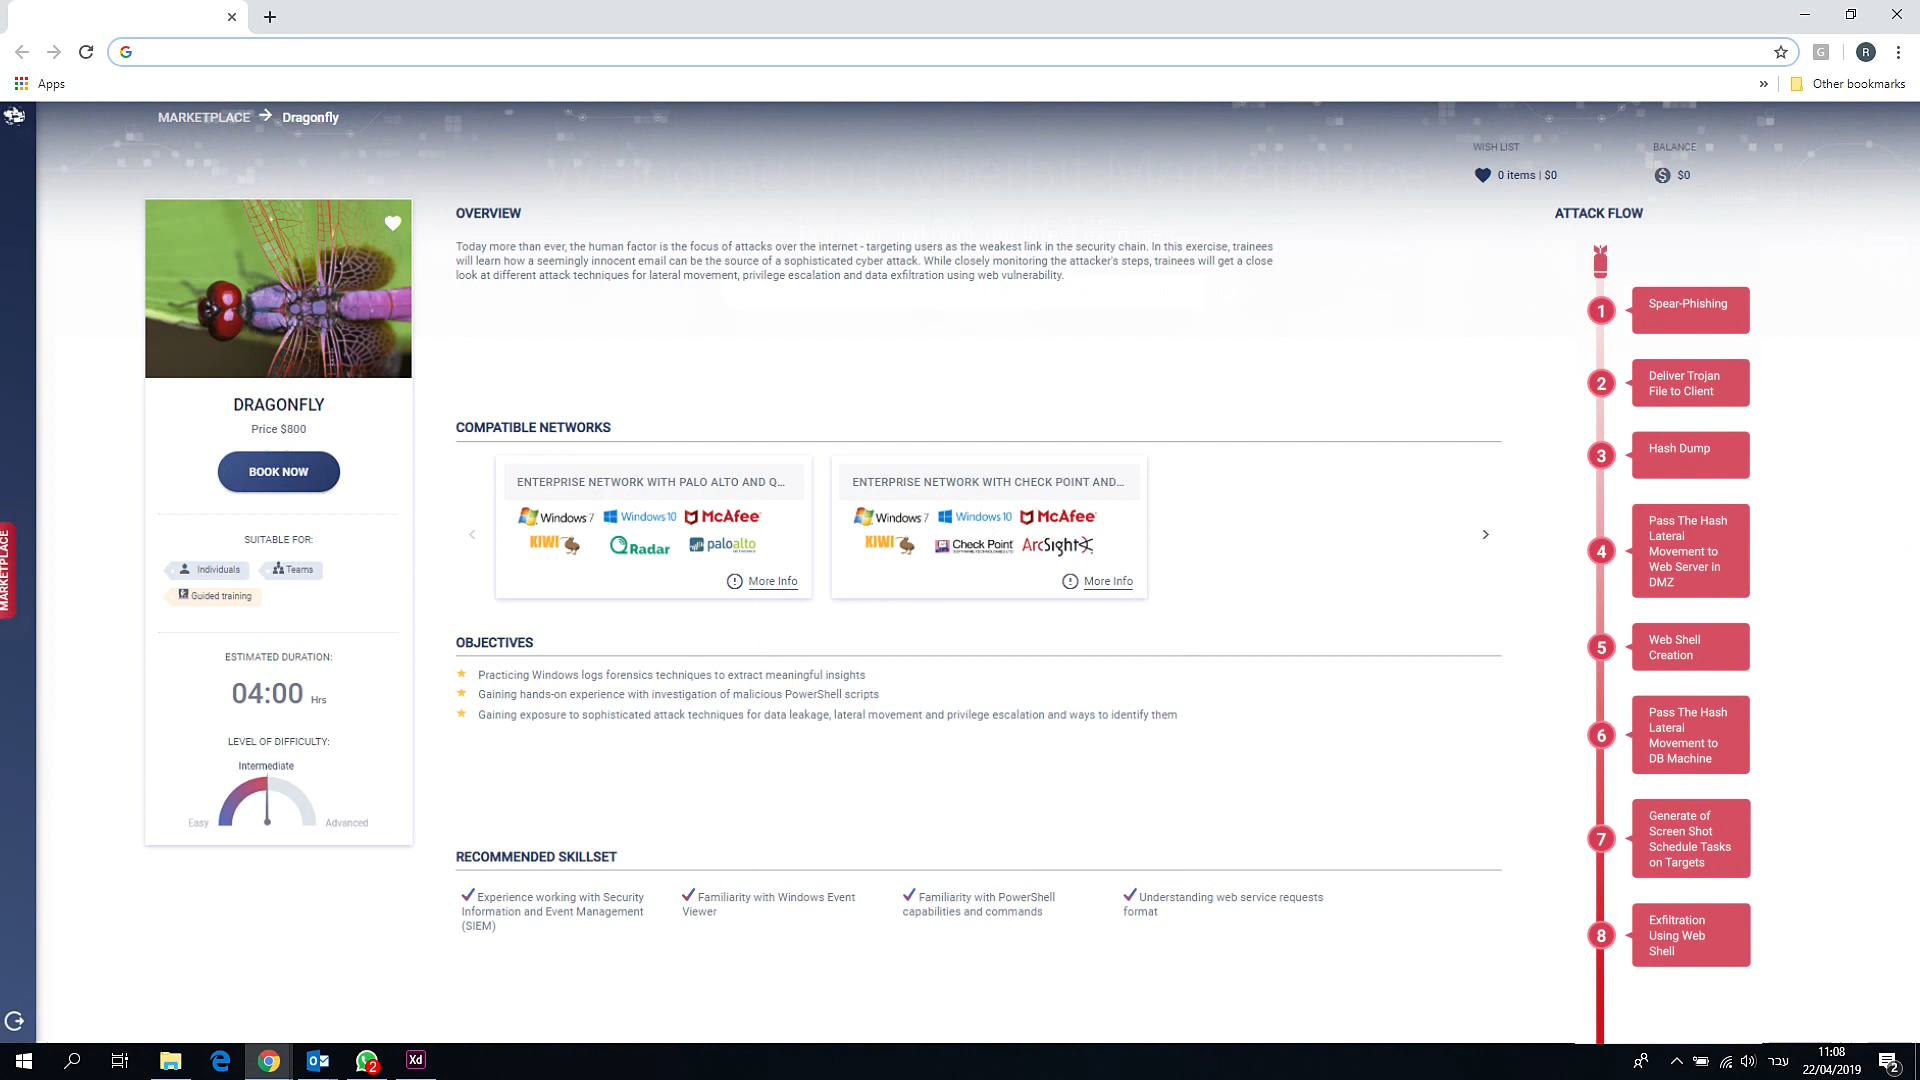 Apps
Other bookmarks
MARKETPLACE → Dragonfly
WISH LIST
0 items | $0
BALANCE
$0
DRAGONFLY
Price $800
BOOK NOW
SUITABLE FOR:
Individuals
Teams
Guided training
ESTIMATED DURATION:
04:00 Hrs
LEVEL OF DIFFICULTY:
Intermediate
Easy
Advanced
MARKETPLACE
OVERVIEW
Today more than ever, the human factor is the focus of attacks over the internet - targeting users as the weakest link in the security chain. In this exercise, trainees
will learn how a seemingly innocent email can be the source of a sophisticated cyber attack. While closely monitoring the attacker's steps, trainees will get a close
look at different attack techniques for lateral movement, privilege escalation and data exfiltration using web vulnerability.
COMPATIBLE NETWORKS
ENTERPRISE NETWORK WITH PALO ALTO AND Q...
Windows 7 Windows 10 McAfee
KIWI QRadar paloalto
More Info
ENTERPRISE NETWORK WITH CHECK POINT AND...
Windows 7 Windows 10 McAfee
KIWI Check Point ArcSight
More Info
OBJECTIVES
Practicing Windows logs forensics techniques to extract meaningful insights
Gaining hands-on experience with investigation of malicious PowerShell scripts
Gaining exposure to sophisticated attack techniques for data leakage, lateral movement and privilege escalation and ways to identify them
RECOMMENDED SKILLSET
Experience working with Security
Information and Event Management
(SIEM)
Familiarity with Windows Event
Viewer
Familiarity with PowerShell
capabilities and commands
Understanding web service requests
format
ATTACK FLOW
1
Spear-Phishing
2
Deliver Trojan
File to Client
3
Hash Dump
4
Pass The Hash
Lateral
Movement to
Web Server in
DMZ
5
Web Shell
Creation
6
Pass The Hash
Lateral
Movement to
DB Machine
7
Generate of
Screen Shot
Schedule Tasks
on Targets
8
Exfiltration
Using Web
Shell
2
Xd
עבר
11:08
22/04/2019
2